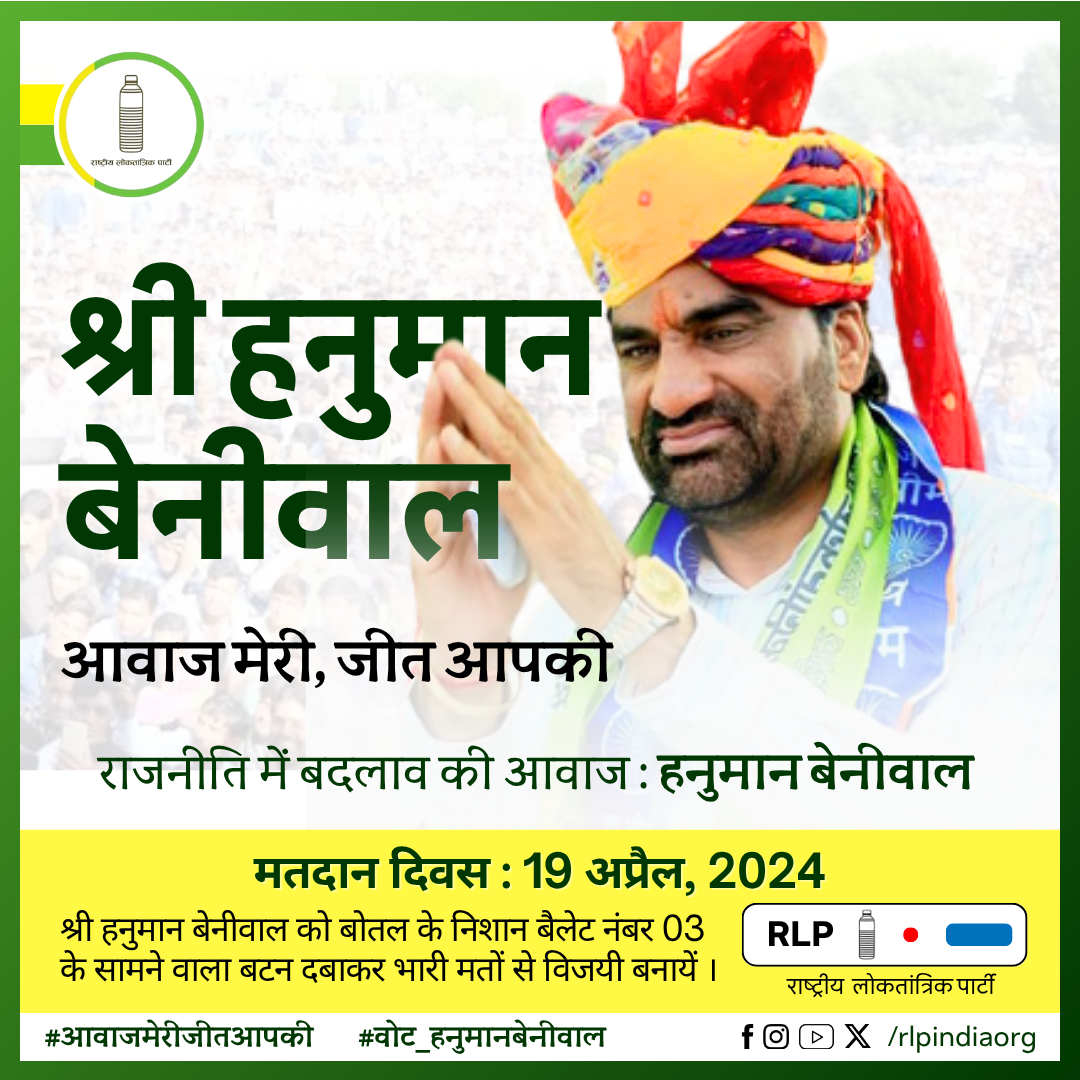 राष्ट्रीय लोकतांत्रिक पार्टी
श्री हनुमान
बेनीवाल
आवाज मेरी, जीत आपकी
राजनीति में बदलाव की आवाज : हनुमान बेनीवाल
मतदान दिवस : 19 अप्रैल, 2024
श्री हनुमान बेनीवाल को बोतल के निशान बैलेट नंबर 03
के सामने वाला बटन दबाकर भारी मतों से विजयी बनायें ।
RLP
राष्ट्रीय लोकतांत्रिक पार्टी
#आवाजमेरीजीतआपकी #वोट_हनुमानबेनीवाल
/rlpindiaorg